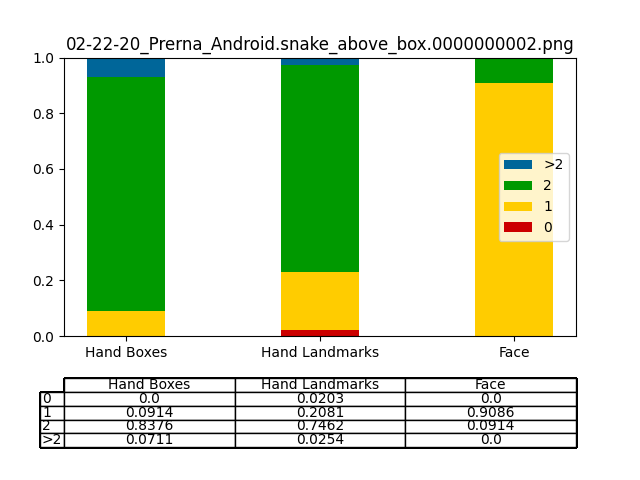 02-22-20_Prerna_Android.snake_above_box.0000000002.png
1.0
0.8
0.6
0.4
0.2
0.0
>2
2
1
0
Hand Boxes Hand Landmarks Face
Hand Boxes Hand Landmarks Face
0 0.0 0.0203 0.0
1 0.0914 0.2081 0.9086
2 0.8376 0.7462 0.0914
>2 0.0711 0.0254 0.0